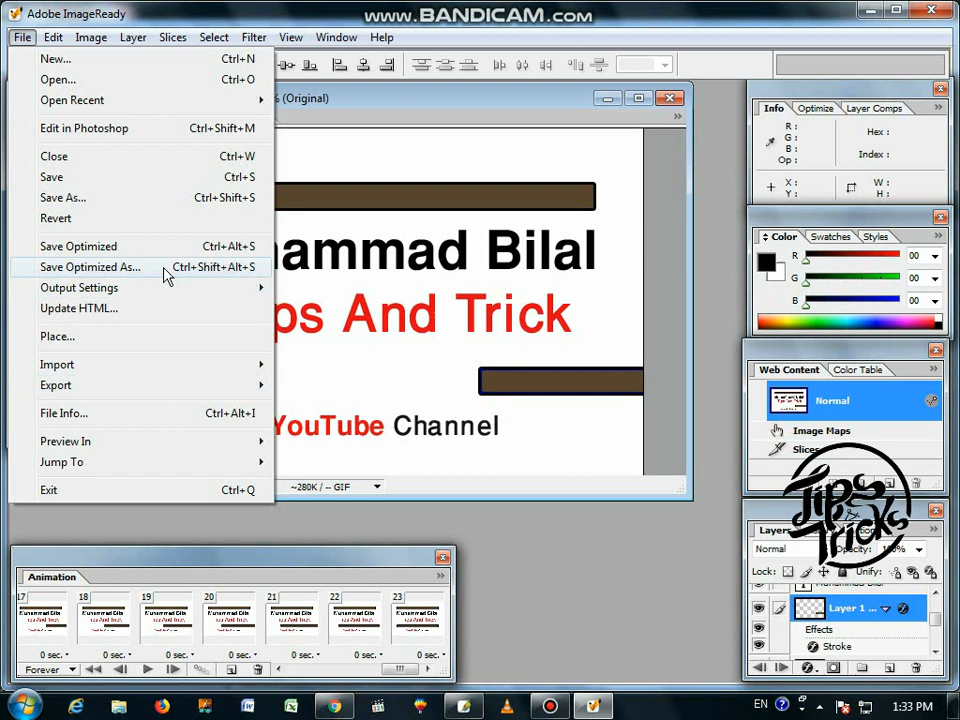 Adobe ImageReady
www.BANDICAM.com
File Edit Image Layer Slices Select Filter View Window Help
New... Ctrl+N
Open... Ctrl+O
Open Recent
Edit in Photoshop Ctrl+Shift+M
Close Ctrl+W
Save Ctrl+S
Save As... Ctrl+Shift+S
Revert
Save Optimized Ctrl+Alt+S
Save Optimized As... Ctrl+Shift+Alt+S
Output Settings
Update HTML...
Place...
Import
Export
File Info... Ctrl+Alt+I
Preview In
Jump To
Exit Ctrl+Q
% (Original)
ammad Bilal
ps And Trick
YouTube Channel
~280K / -- GIF
Info Optimize Layer Comps
R : Hex :
G :
B : Index :
Op :
X : W :
Y : H :
Color Swatches Styles
R 00
G 00
B 00
Web Content Color Table
Normal
Image Maps
Slices
Tips & Tricks
Layers
Normal Opacity:
Lock: Unify:
Muhammad Bilal
Layer 1 ...
Effects
Stroke
Animation
17 18 19 20 21 22 23
0 sec. 0 sec. 0 sec. 0 sec. 0 sec. 0 sec. 0 sec.
Forever
EN 1:33 PM